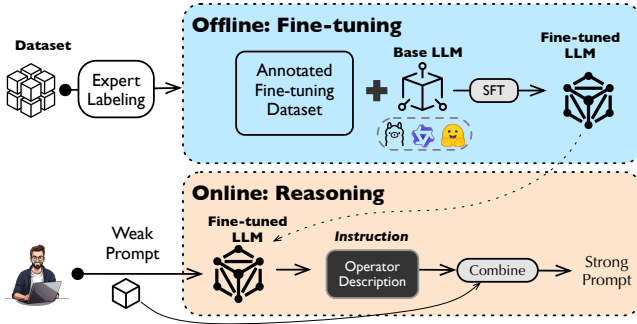 Offline: Fine-tuning
Dataset
Expert
Labeling
Annotated
Fine-tuning
Dataset
Base LLM
SFT
Fine-tuned
LLM
Online: Reasoning
Weak
Prompt
Fine-tuned
LLM
Instruction
Operator
Description
Combine
Strong
Prompt